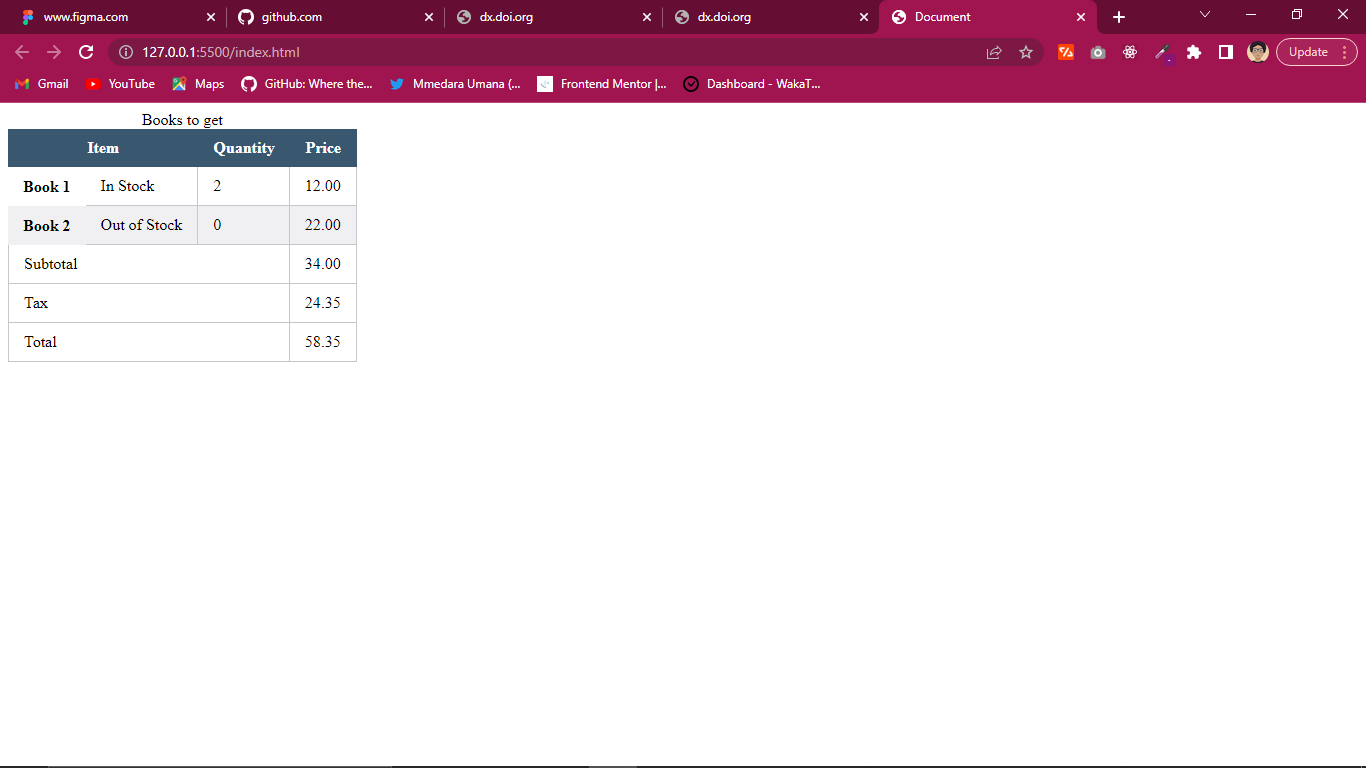 www.figma.com github.com dx.doi.org dx.doi.org Document
127.0.0.1:5500/index.html Update
Gmail YouTube Maps GitHub: Where the... Mmedara Umana (... Frontend Mentor |... Dashboard - WakaT...
Books to get
Item Quantity Price
Book 1 In Stock 2 12.00
Book 2 Out of Stock 0 22.00
Subtotal 34.00
Tax 24.35
Total 58.35